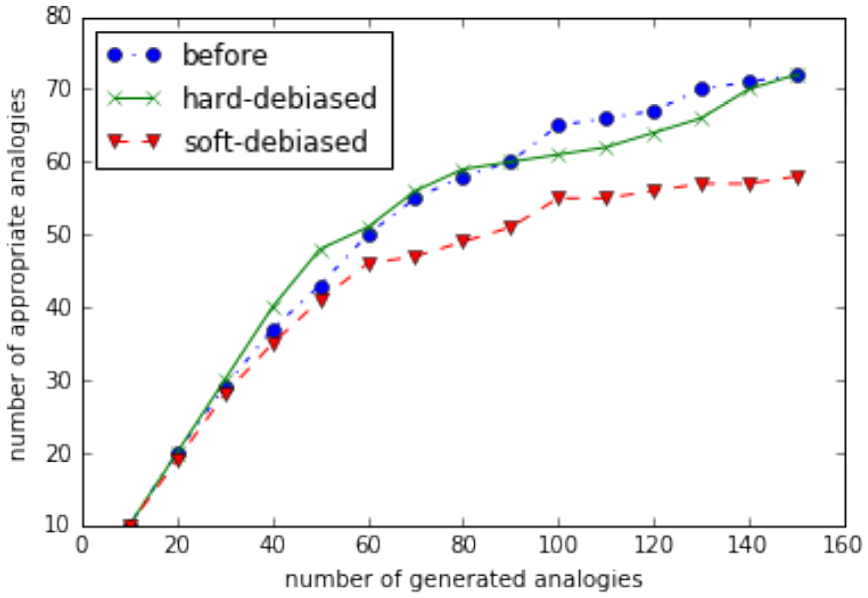 80
70
60
50
40
30
20
10
number of appropriate analogies
before
hard-debiased
soft-debiased
0 20 40 60 80 100 120 140 160
number of generated analogies